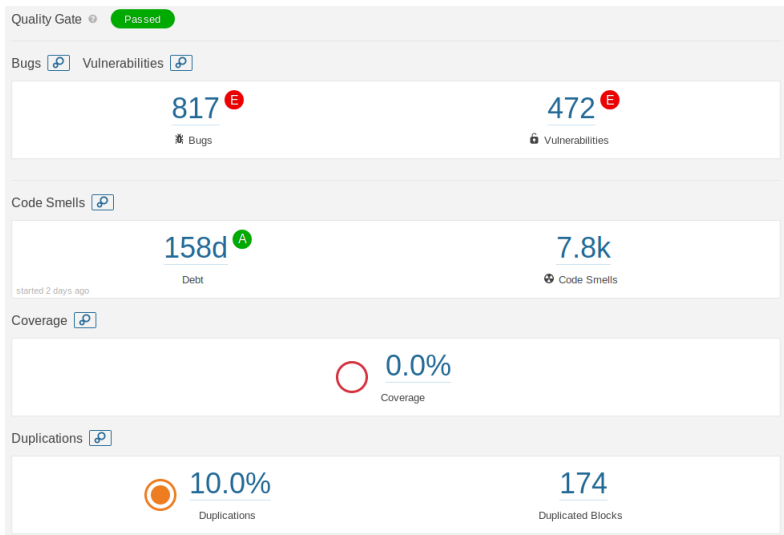 Quality Gate ? Passed
Bugs Vulnerabilities
817 E 472 E
Bugs Vulnerabilities
Code Smells
158d A 7.8k
Debt Code Smells
started 2 days ago
Coverage
0.0%
Coverage
Duplications
10.0% 174
Duplications Duplicated Blocks